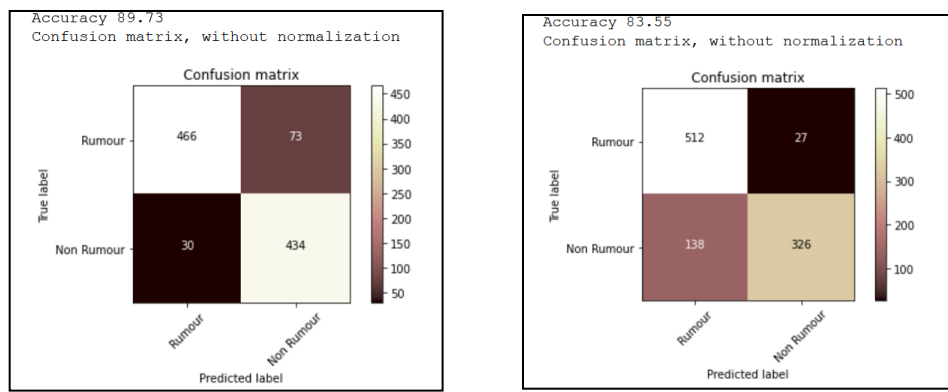 Accuracy 89.73
Confusion matrix, without normalization
Confusion matrix
450
400
350
300
250
200
150
100
50
True label
Rumour
466
73
Non Rumour
30
434
Rumour
Non Rumour
Predicted label
Accuracy 83.55
Confusion matrix, without normalization
Confusion matrix
500
400
300
200
100
True label
Rumour
512
27
Non Rumour
138
326
Rumour
Non Rumour
Predicted label